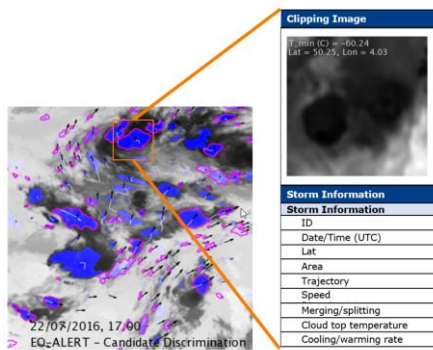 Clipping Image
T_min (C) = -60.24
Lat = 50.25, Lon = 4.03
22/07/2016, 17.00
EO-ALERT - Candidate Discrimination
Storm Information
Storm Information
ID
Date/Time (UTC)
Lat
Area
Trajectory
Speed
Merging/splitting
Cloud top temperature
Cooling/warming rate